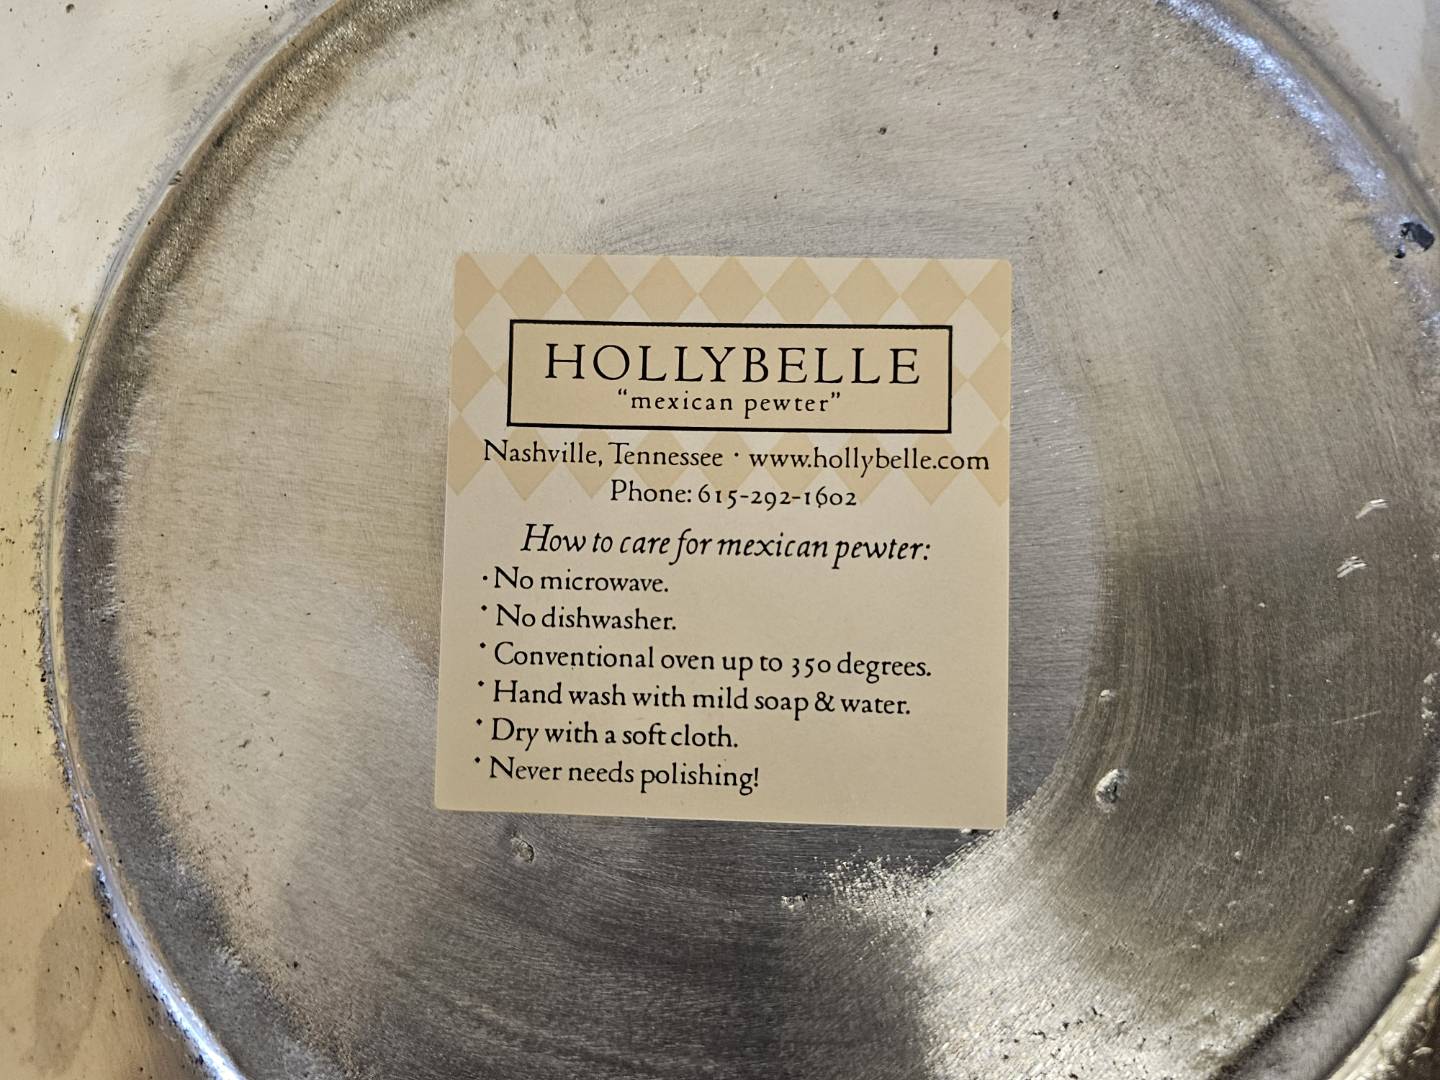 HOLLYBELLE
“mexican pewter”
Nashville, Tennessee · www.hollybelle.com
Phone: 615-292-1602
How to care for mexican pewter:
· No microwave.
· No dishwasher.
· Conventional oven up to 350 degrees.
· Hand wash with mild soap & water.
· Dry with a soft cloth.
· Never needs polishing!